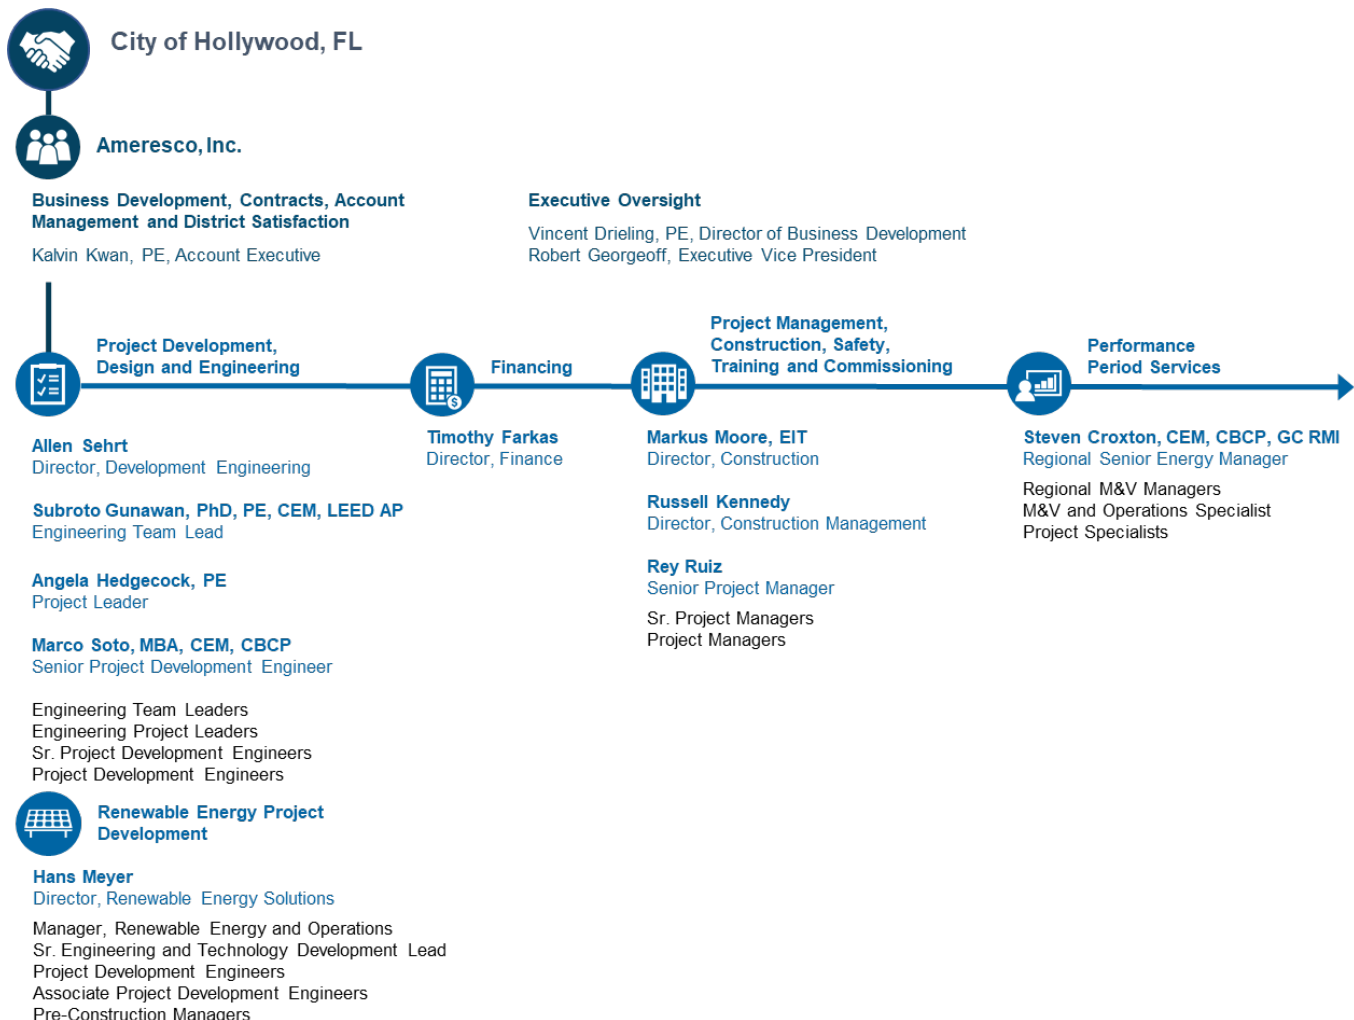 City of Hollywood, FL
Ameresco, Inc.
Business Development, Contracts, Account
Management and District Satisfaction
Kalvin Kwan, PE, Account Executive
Executive Oversight
Vincent Drieling, PE, Director of Business Development
Robert Georgeoff, Executive Vice President
Project Development,
Design and Engineering
Allen Sehrt
Director, Development Engineering
Subroto Gunawan, PhD, PE, CEM, LEED AP
Engineering Team Lead
Angela Hedgecock, PE
Project Leader
Marco Soto, MBA, CEM, CBCP
Senior Project Development Engineer
Engineering Team Leaders
Engineering Project Leaders
Sr. Project Development Engineers
Project Development Engineers
Financing
$
Timothy Farkas
Director, Finance
Project Management,
Construction, Safety,
Training and Commissioning
Markus Moore, EIT
Director, Construction
Russell Kennedy
Director, Construction Management
Rey Ruiz
Senior Project Manager
Sr. Project Managers
Project Managers
Performance
Period Services
Steven Croxton, CEM, CBCP, GC RMI
Regional Senior Energy Manager
Regional M&V Managers
M&V and Operations Specialist
Project Specialists
Renewable Energy Project
Development
Hans Meyer
Director, Renewable Energy Solutions
Manager, Renewable Energy and Operations
Sr. Engineering and Technology Development Lead
Project Development Engineers
Associate Project Development Engineers
Pre-Construction Managers